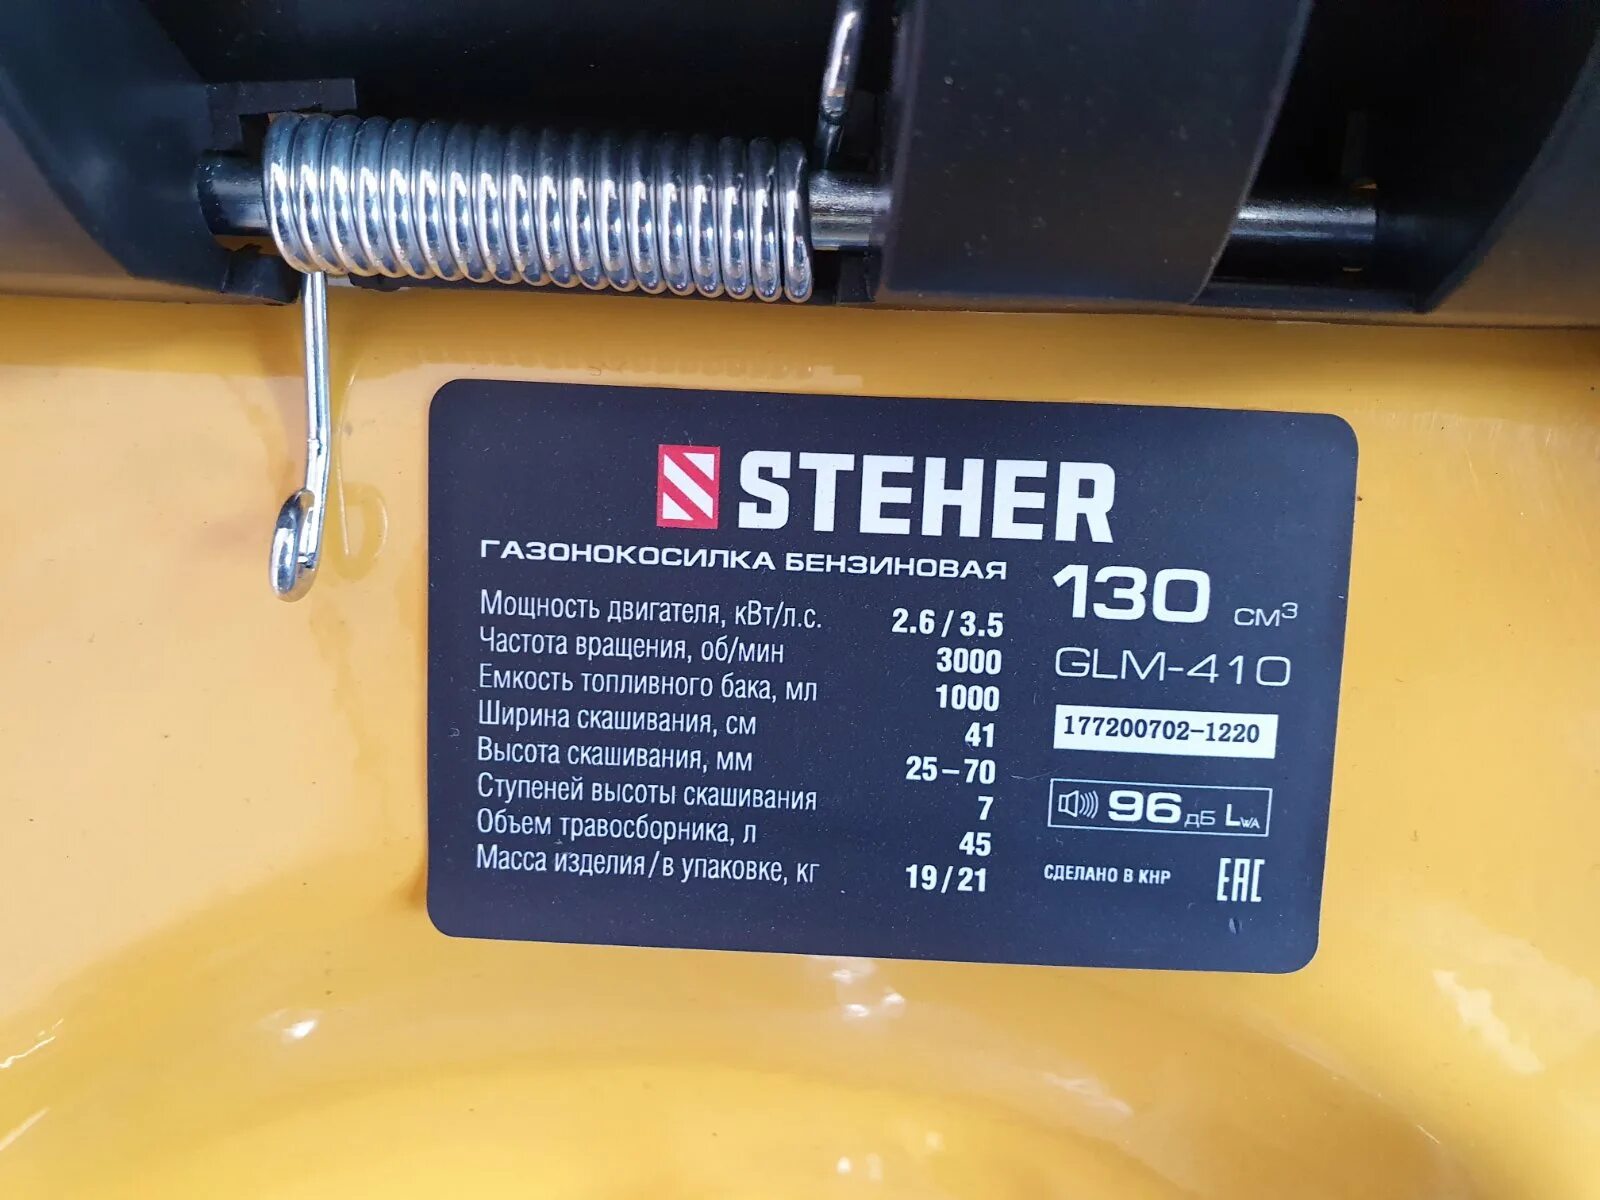 STEHER
ГАЗОНОКОСИЛКА БЕНЗИНОВАЯ
130 см³
GLM-410
177200702-1220
96 дБ LWA
СДЕЛАНО В КНР
EAC
Мощность двигателя, кВт/л.с. 2.6/3.5
Частота вращения, об/мин 3000
Емкость топливного бака, мл 1000
Ширина скашивания, см 41
Высота скашивания, мм 25-70
Ступеней высоты скашивания 7
Объем травосборника, л 45
Масса изделия/в упаковке, кг 19/21